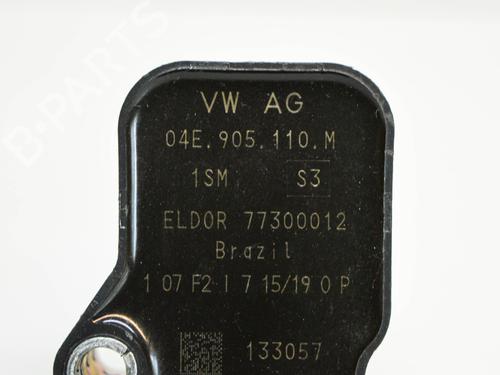 B-PARTS
VW AG
04E.905.110.M
1SM S3
ELDOR 77300012
Brazil
1 07 F2 I 7 15/19 0 P
133057